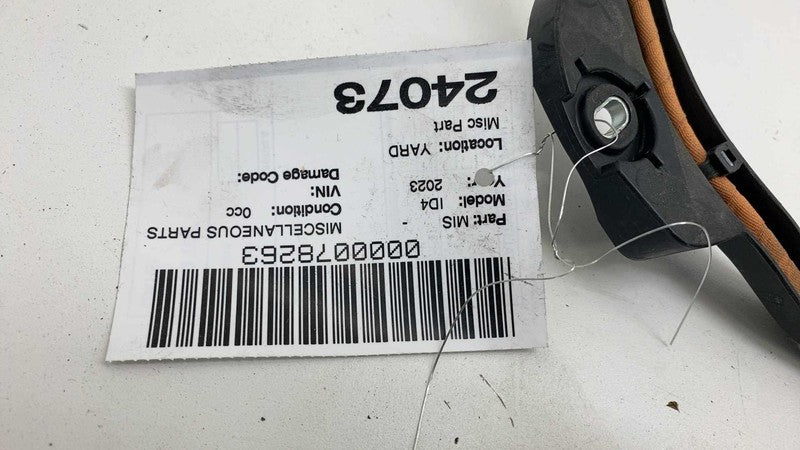 0000078263
Part: MIS - MISCELLANEOUS PARTS
Model: ID4 Condition: 0cc
2023 VIN:
Damage Code:
Location: YARD
Misc Part
24073